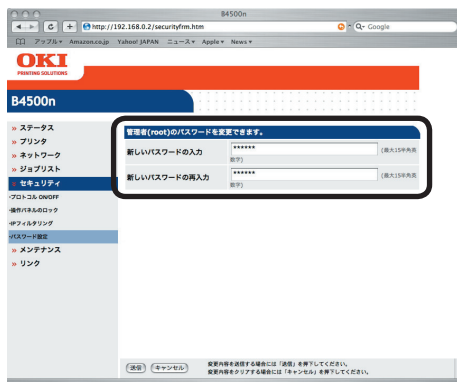 B4500n
http://192.168.0.2/securityfrm.htm
Q- Google
アップル Amazon.co.jp Yahoo! JAPAN ニュース Apple News
OKI
PRINTING SOLUTIONS
B4500n
» ステータス
» プリンタ
» ネットワーク
» ジョブリスト
» セキュリティ
-プロトコル ON/OFF
-操作パネルのロック
-IPフィルタリング
-パスワード設定
» メンテナンス
» リンク
管理者(root)のパスワードを変更できます。
新しいパスワードの入力 ****** (最大15半角英
数字)
新しいパスワードの再入力 ****** (最大15半角英
数字)
送信 キャンセル
変更内容を送信する場合には「送信」を押下してください。
変更内容をクリアする場合には「キャンセル」を押下してください。